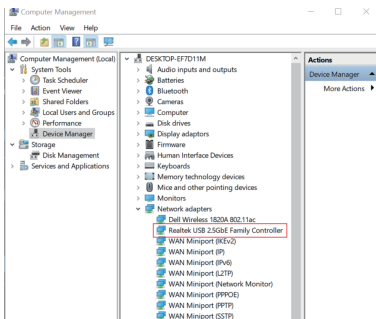 Computer Management
File Action View Help
Computer Management (Local)
System Tools
Task Scheduler
Event Viewer
Shared Folders
Local Users and Groups
Performance
Device Manager
Storage
Disk Management
Services and Applications
DESKTOP-EF7D11M
Audio inputs and outputs
Batteries
Bluetooth
Cameras
Computer
Disk drives
Display adaptors
Firmware
Human Interface Devices
Keyboards
Memory technology devices
Mice and other pointing devices
Monitors
Network adapters
Dell Wireless 1820A 802.11ac
Realtek USB 2.5GbE Family Controller
WAN Miniport (IKEv2)
WAN Miniport (IP)
WAN Miniport (IPv6)
WAN Miniport (L2TP)
WAN Miniport (Network Monitor)
WAN Miniport (PPPOE)
WAN Miniport (PPTP)
WAN Miniport (SSTP)
Actions
Device Manager
More Actions